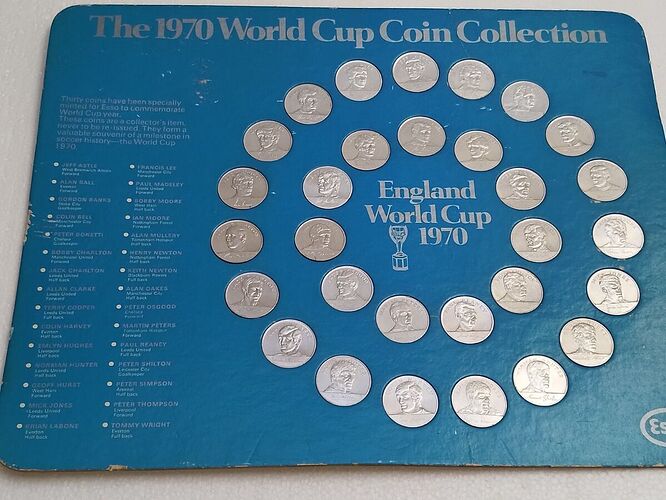 The 1970 World Cup Coin Collection
Thirty coins have been specially
minted for Esso to commemorate
World Cup year.
These coins are a collector's item,
never to be re-issued. They form a
valuable souvenir of a milestone in
soccer history—the World Cup
1970.
JEFF ASTLE
West Bromwich Albion
Forward
ALAN BALL
Everton
Forward
GORDON BANKS
Stoke City
Goalkeeper
COLIN BELL
Manchester City
Forward
PETER BONETTI
Chelsea
Goalkeeper
BOBBY CHARLTON
Manchester United
Forward
JACK CHARLTON
Leeds United
Half back
ALLAN CLARKE
Leeds United
Forward
TERRY COOPER
Leeds United
Full back
COLIN HARVEY
Everton
Half back
EMLYN HUGHES
Liverpool
Half back
NORMAN HUNTER
Leeds United
Half back
GEOFF HURST
West Ham
Forward
MICK JONES
Leeds United
Forward
BRIAN LABONE
Everton
Half back
FRANCIS LEE
Manchester City
Forward
PAUL MADELEY
Leeds United
BOBBY MOORE
West Ham
Half back
IAN MOORE
Nottingham Forest
Forward
ALAN MULLERY
Tottenham Hotspur
Half back
HENRY NEWTON
Nottingham Forest
Half back
KEITH NEWTON
Blackburn Rovers
Full back
ALAN OAKES
Manchester City
Half back
PETER OSGOOD
Chelsea
Forward
MARTIN PETERS
Tottenham Hotspur
Forward
PAUL REANEY
Leeds United
Full back
PETER SHILTON
Leicester City
Goalkeeper
PETER SIMPSON
Arsenal
Half back
PETER THOMPSON
Liverpool
Forward
TOMMY WRIGHT
Everton
Full back
England
World Cup
1970
Es